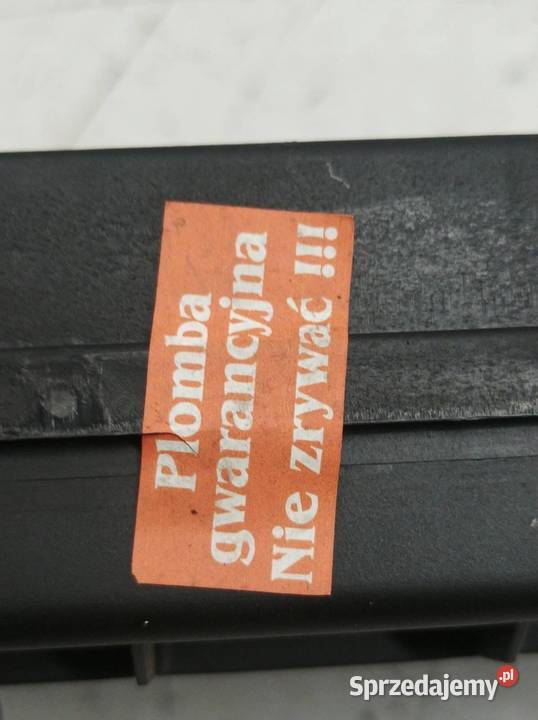 Plomba
gwarancyjna
Nie zrywać !!!
Sprzedajemy.pl